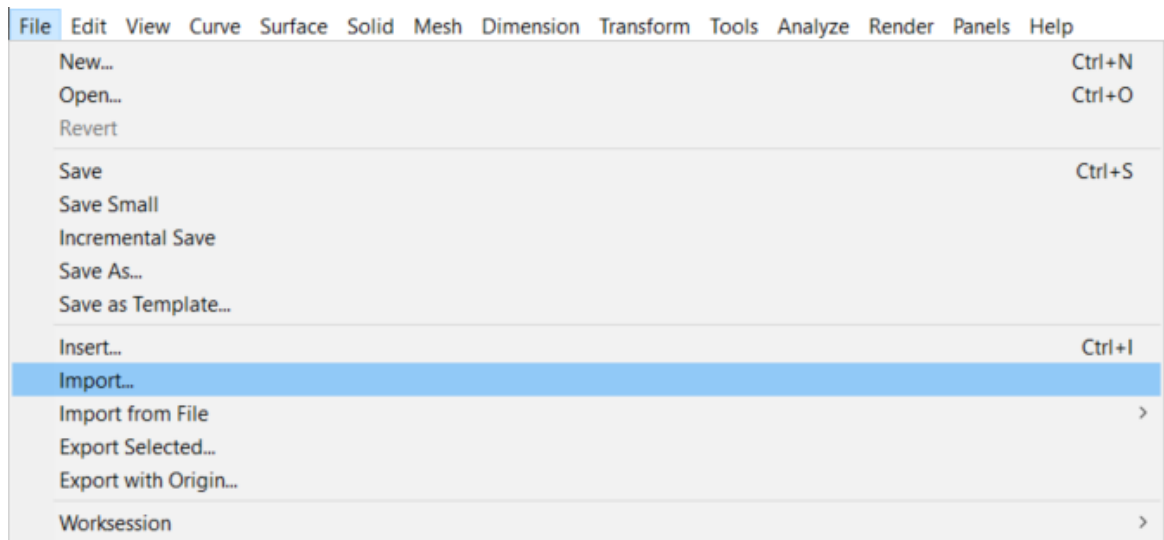 File Edit View Curve Surface Solid Mesh Dimension Transform Tools Analyze Render Panels Help
New... Ctrl+N
Open... Ctrl+O
Revert
Save Ctrl+S
Save Small
Incremental Save
Save As...
Save as Template...
Insert... Ctrl+I
Import...
Import from File >
Export Selected...
Export with Origin...
Worksession >